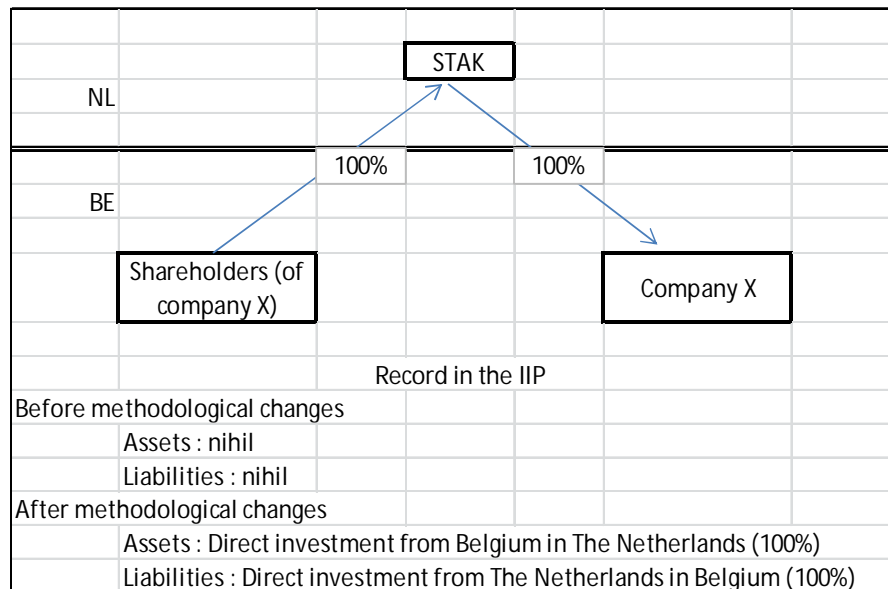 STAK
NL
100%
100%
BE
Shareholders (of
company X)
Company X
Record in the IIP
Before methodological changes
Assets : nihil
Liabilities : nihil
After methodological changes
Assets : Direct investment from Belgium in The Netherlands (100%)
Liabilities : Direct investment from The Netherlands in Belgium (100%)